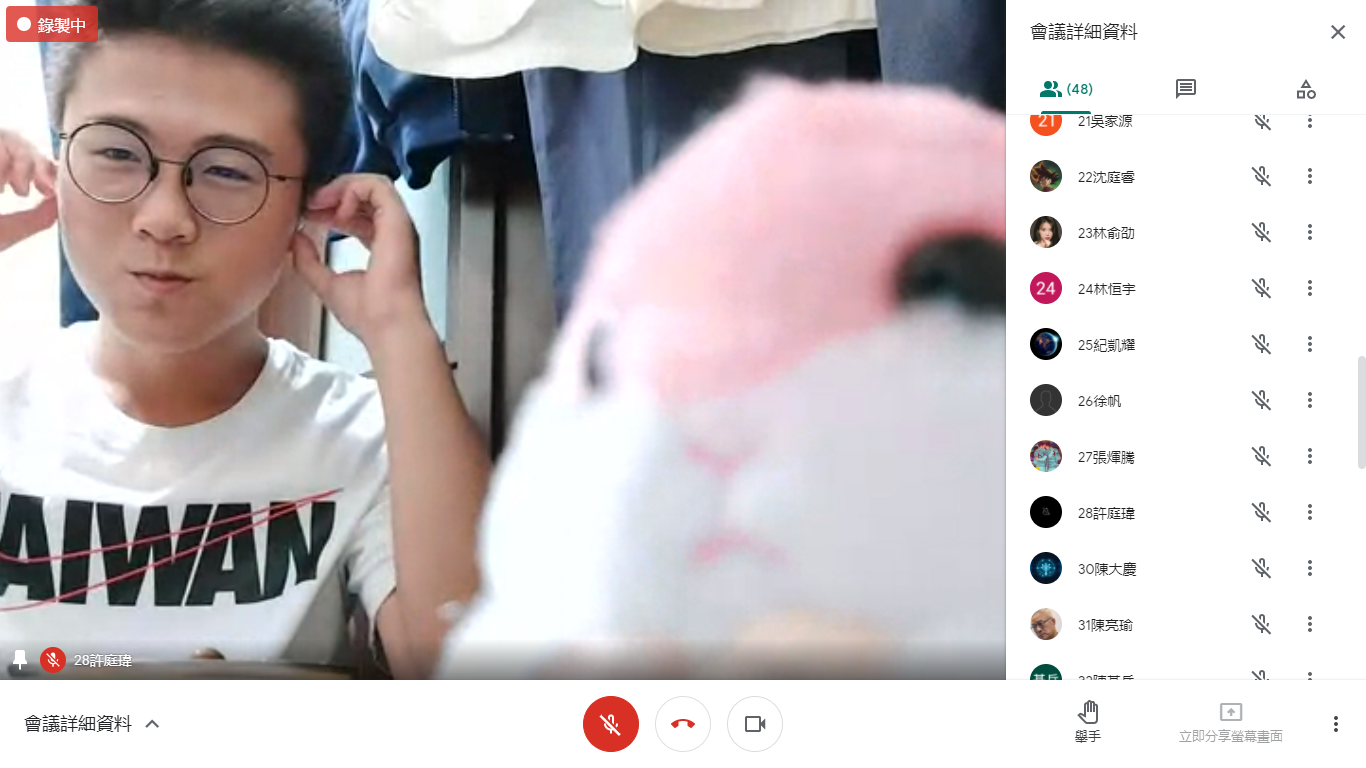 錄製中
會議詳細資料
(48)
21 21吳家源
22沈庭睿
23林俞劭
24 24林恒宇
25紀凱耀
26徐帆
27張煇騰
28許庭瑋
30陳大慶
31陳亮瑜
AIWAN
28許庭瑋
會議詳細資料
舉手
立即分享螢幕畫面